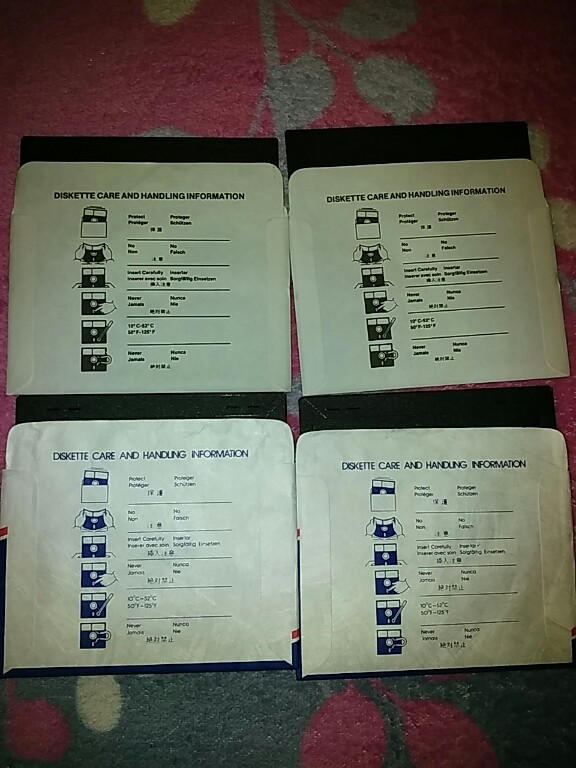 DISKETTE CARE AND HANDLING INFORMATION
Protect Proteger
Protéger Schützen
保護
No No
Non Falsch
注意
Insert Carefully Insertar
Inserer avec soin Sorgfältig Einsetzen
挿入注意
Never Nunca
Jamais Nie
絶対禁止
10°C-52°C
50°F-125°F
Never Nunca
Jamais Nie
絶対禁止
DISKETTE CARE AND HANDLING INFORMATION
Protect Proteger
Protéger Schützen
保護
No No
Non Falsch
注意
Insert Carefully Insertar
Inserer avec soin Sorgfältig Einsetzen
挿入注意
Never Nunca
Jamais Nie
絶対禁止
10°C-52°C
50°F-125°F
Never Nunca
Jamais Nie
絶対禁止
DISKETTE CARE AND HANDLING INFORMATION
Protect Proteger
Protéger Schützen
保護
No No
Non Falsch
注意
Insert Carefully Insertar
Inserer avec soin Sorgfältig Einsetzen
插入注意
Never Nunca
Jamais Nie
絶対禁止
10°C-52°C
50°F-125°F
Never Nunca
Jamais Nie
絶対禁止
DISKETTE CARE AND HANDLING INFORMATION
Protect Proteger
Protéger Schützen
保護
No No
Non Falsch
注意
Insert Carefully Insertar
Inserer avec soin Sorgfältig Einsetzen
插入注意
Never Nunca
Jamais Nie
絶対禁止
10°C-52°C
50°F-125°F
Never Nunca
Jamais Nie
絶対禁止